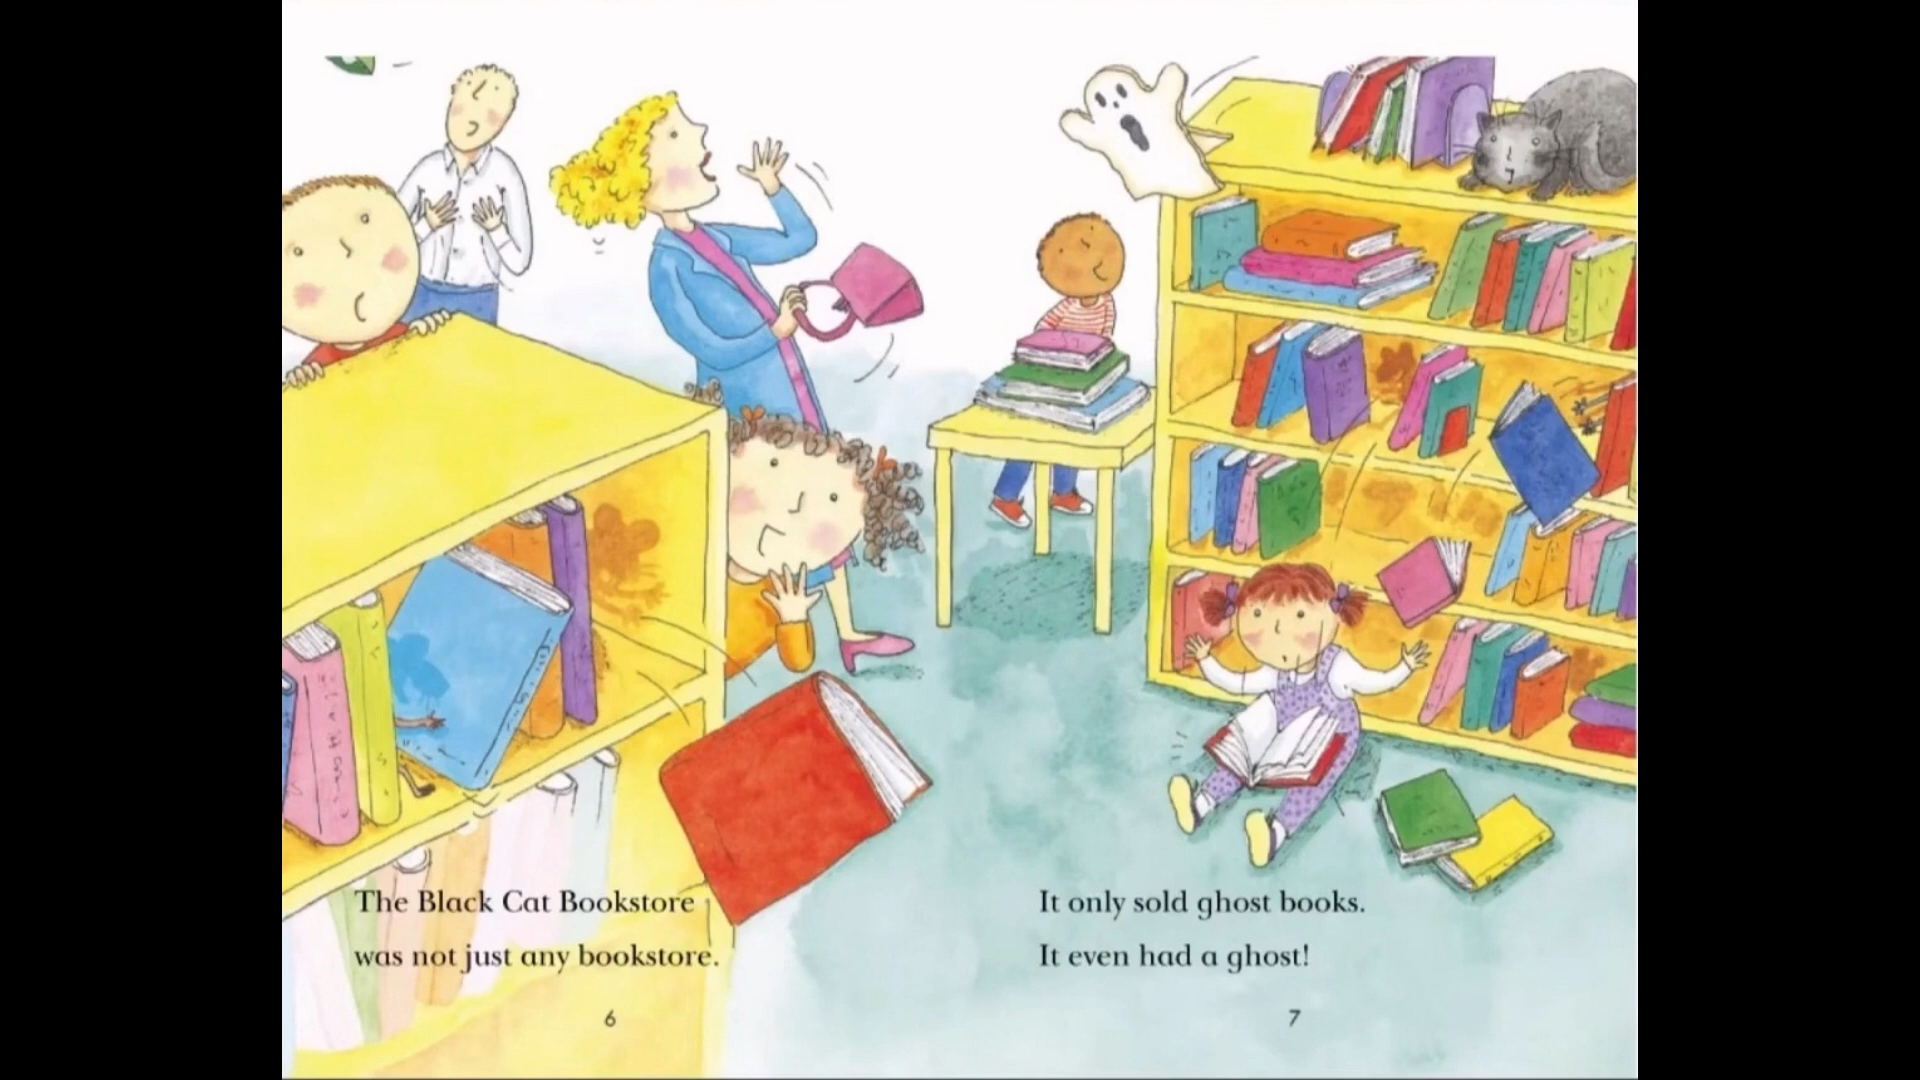 The Black Cat Bookstore
was not just any bookstore.
6
It only sold ghost books.
It even had a ghost!
7